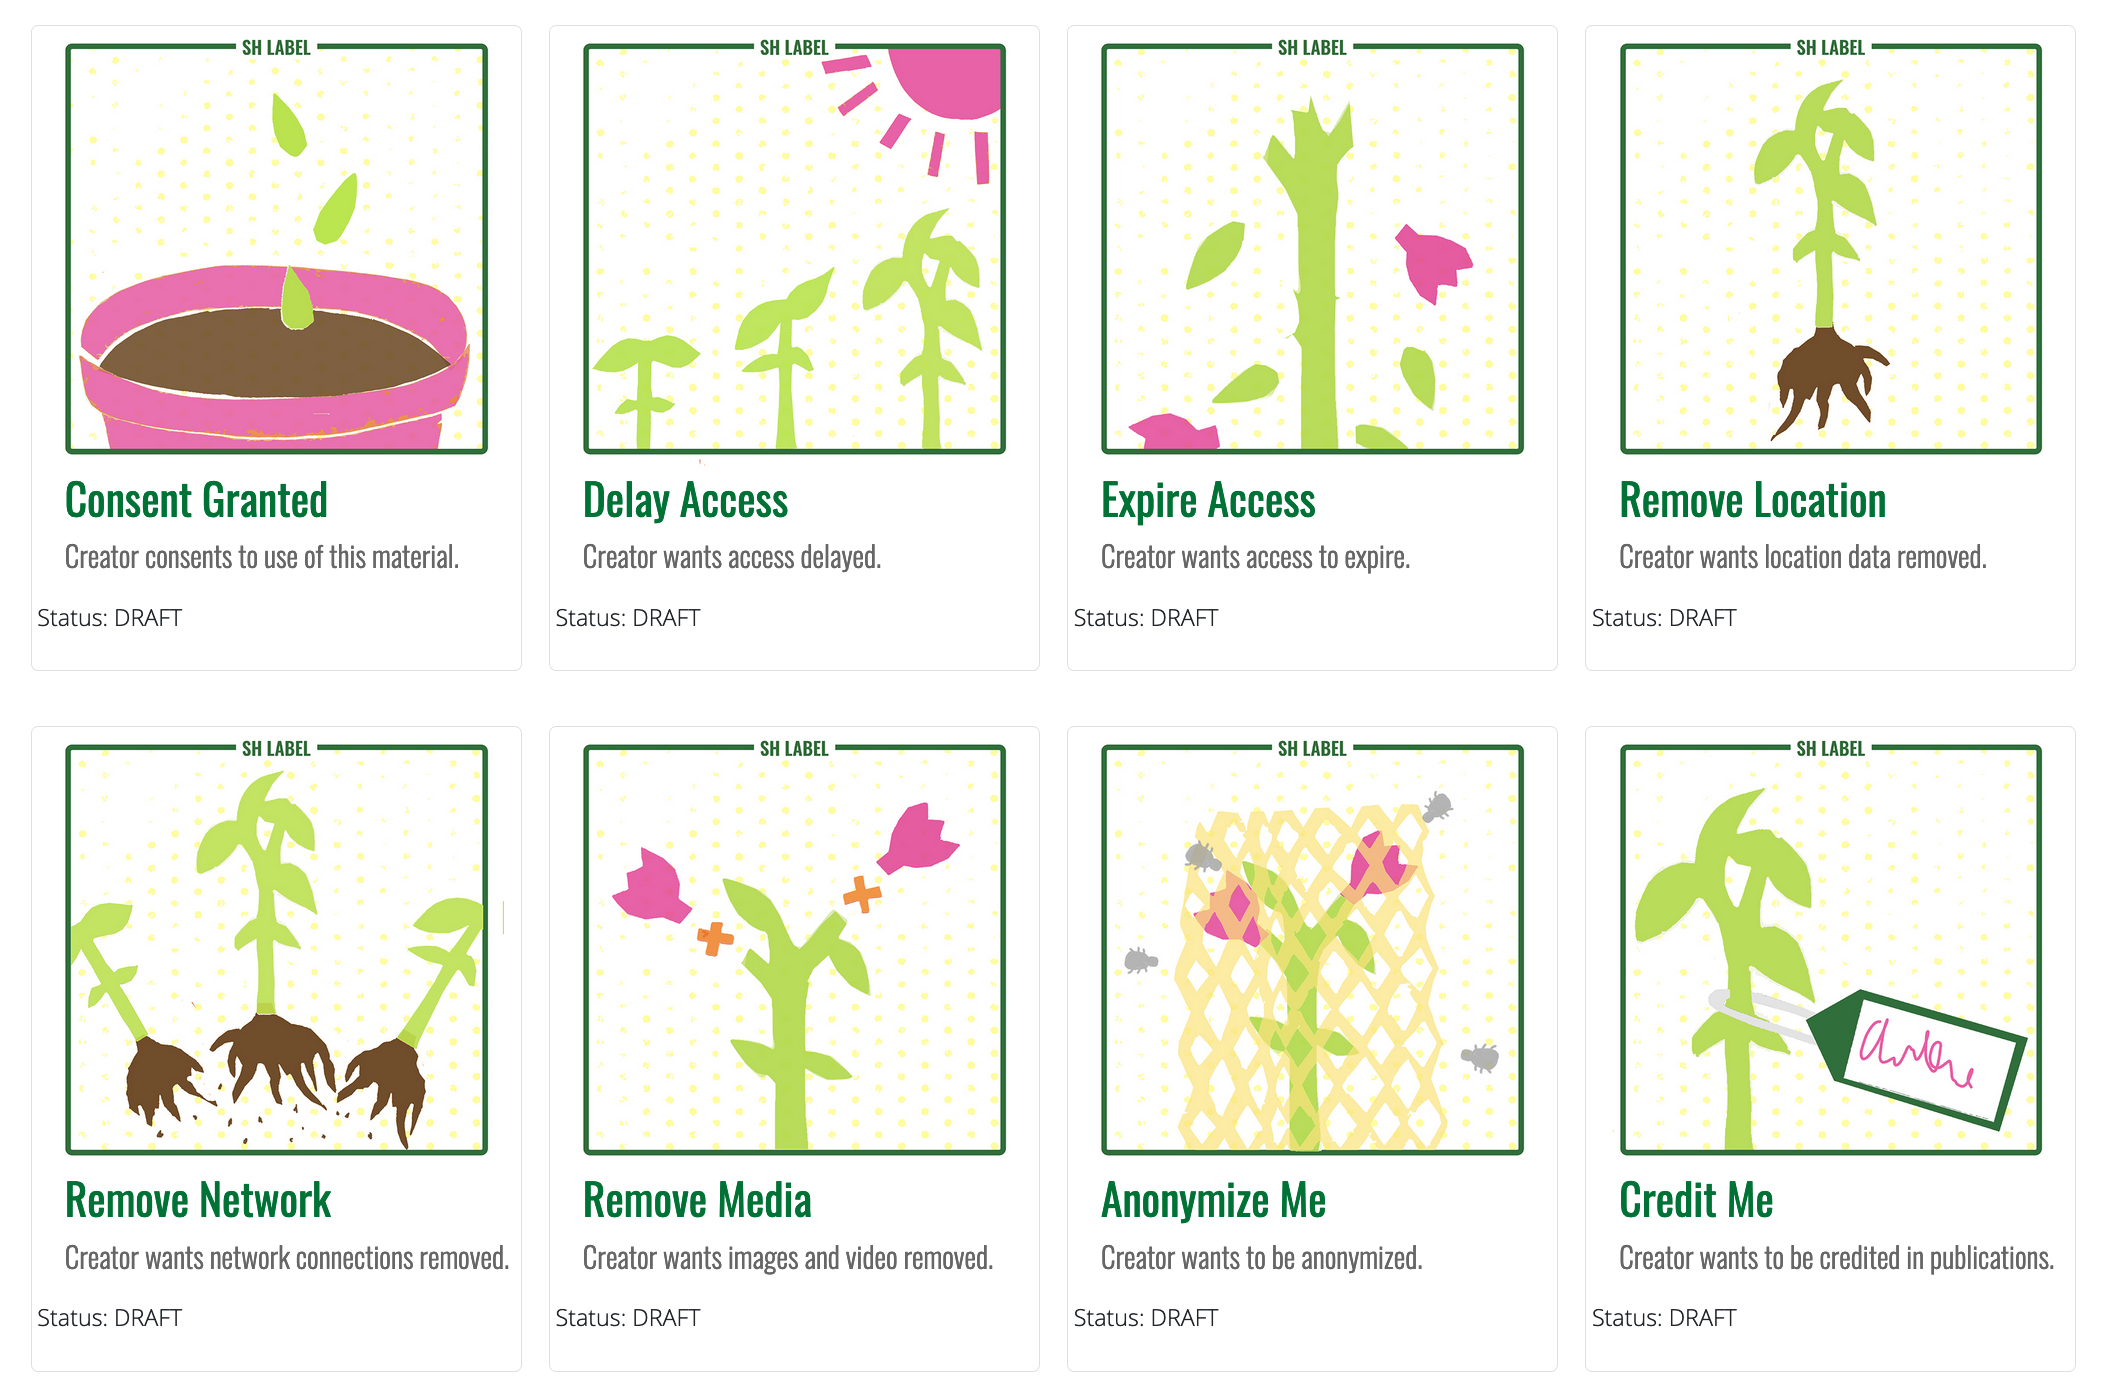 SH LABEL
Consent Granted
Creator consents to use of this material.
Status: DRAFT
SH LABEL
Delay Access
Creator wants access delayed.
Status: DRAFT
SH LABEL
Expire Access
Creator wants access to expire.
Status: DRAFT
SH LABEL
Remove Location
Creator wants location data removed.
Status: DRAFT
SH LABEL
Remove Network
Creator wants network connections removed.
Status: DRAFT
SH LABEL
Remove Media
Creator wants images and video removed.
Status: DRAFT
SH LABEL
Anonymize Me
Creator wants to be anonymized.
Status: DRAFT
SH LABEL
Credit Me
Creator wants to be credited in publications.
Status: DRAFT